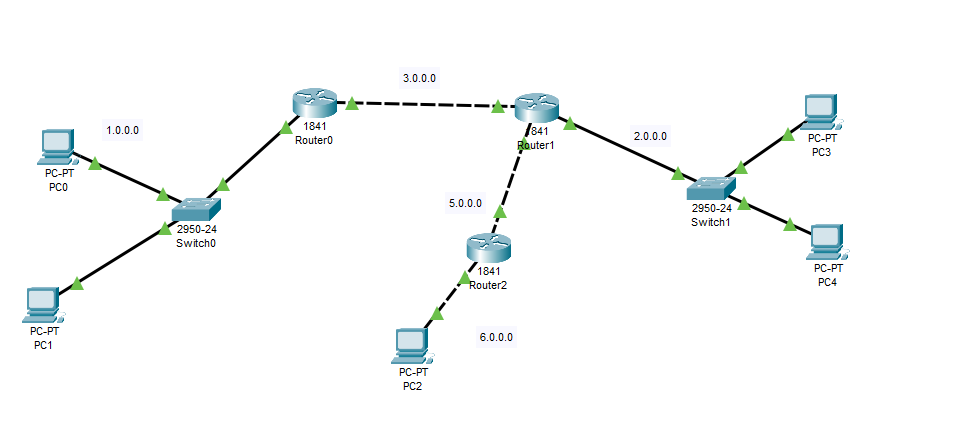 3.0.0.0
1841
Router0
841
Router1
1.0.0.0
2.0.0.0
PC-PT
PC3
PC-PT
PC0
5.0.0.0
2950-24
Switch0
2950-24
Switch1
1841
Router2
PC-PT
PC4
PC-PT
PC1
6.0.0.0
PC-PT
PC2